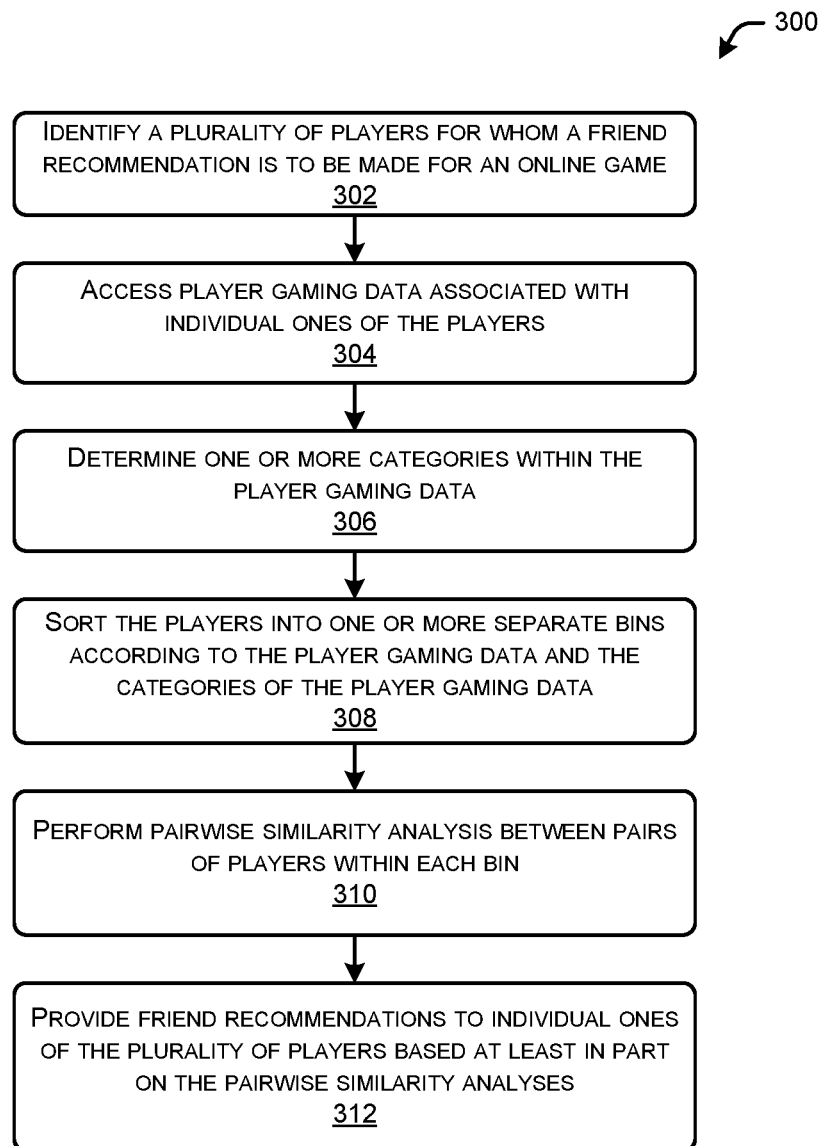 300
IDENTIFY A PLURALITY OF PLAYERS FOR WHOM A FRIEND
RECOMMENDATION IS TO BE MADE FOR AN ONLINE GAME
302
ACCESS PLAYER GAMING DATA ASSOCIATED WITH
INDIVIDUAL ONES OF THE PLAYERS
304
DETERMINE ONE OR MORE CATEGORIES WITHIN THE
PLAYER GAMING DATA
306
SORT THE PLAYERS INTO ONE OR MORE SEPARATE BINS
ACCORDING TO THE PLAYER GAMING DATA AND THE
CATEGORIES OF THE PLAYER GAMING DATA
308
PERFORM PAIRWISE SIMILARITY ANALYSIS BETWEEN PAIRS
OF PLAYERS WITHIN EACH BIN
310
PROVIDE FRIEND RECOMMENDATIONS TO INDIVIDUAL ONES
OF THE PLURALITY OF PLAYERS BASED AT LEAST IN PART
ON THE PAIRWISE SIMILARITY ANALYSES
312